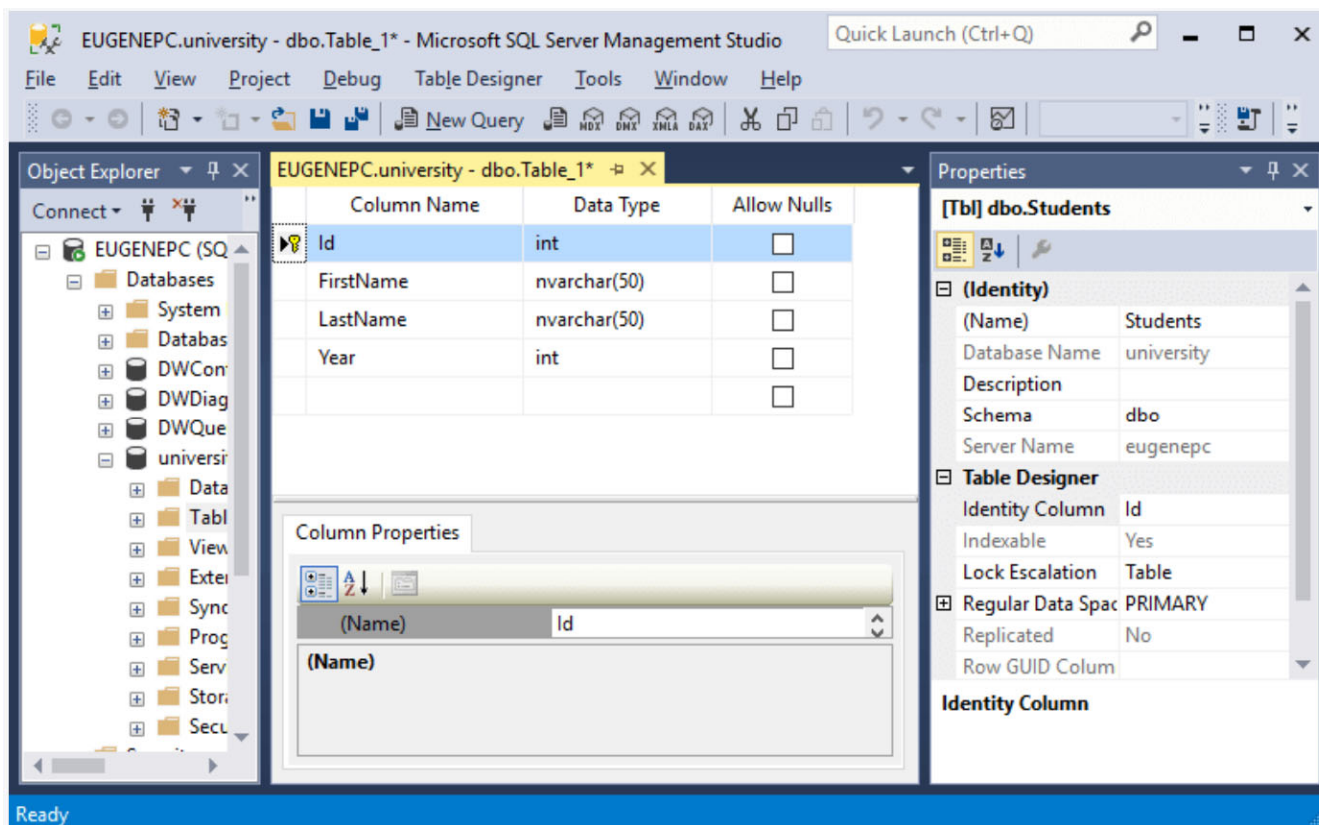 EUGENEPC.university - dbo.Table_1* - Microsoft SQL Server Management Studio
Quick Launch (Ctrl+Q)
File Edit View Project Debug Table Designer Tools Window Help
New Query MDX DMX XMLA DAX
Object Explorer
Connect
EUGENEPC (SQ
Databases
System
Databas
DWCon
DWDiag
DWQue
universit
Data
Tabl
View
Exter
Sync
Prog
Serv
Stora
Secu
EUGENEPC.university - dbo.Table_1*
Column Name Data Type Allow Nulls
Id int
FirstName nvarchar(50)
LastName nvarchar(50)
Year int
Column Properties
(Name) Id
(Name)
Properties
[Tbl] dbo.Students
(Identity)
(Name) Students
Database Name university
Description
Schema dbo
Server Name eugenepc
Table Designer
Identity Column Id
Indexable Yes
Lock Escalation Table
Regular Data Spac PRIMARY
Replicated No
Row GUID Colum
Identity Column
Ready